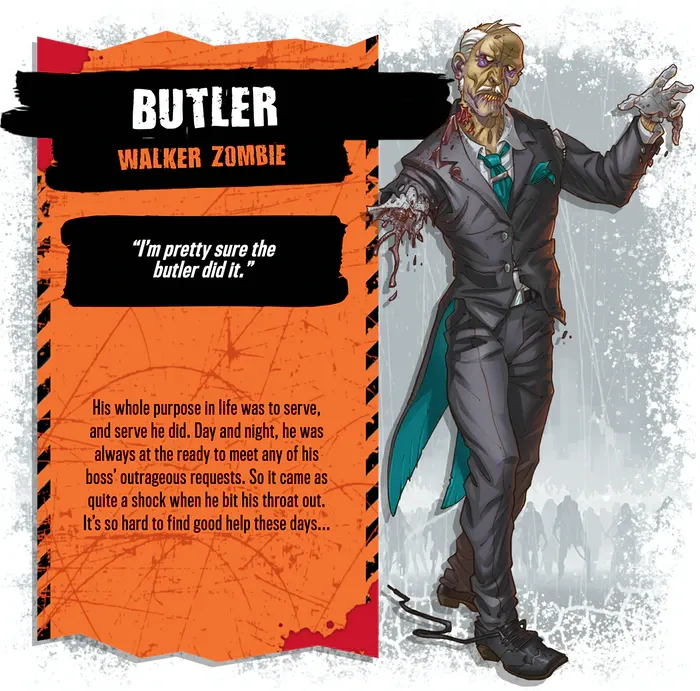 BUTLER
WALKER ZOMBIE
“I’m pretty sure the
butler did it.”
His whole purpose in life was to serve,
and serve he did. Day and night, he was
always at the ready to meet any of his
boss’ outrageous requests. So it came as
quite a shock when he bit his throat out.
It’s so hard to find good help these days...